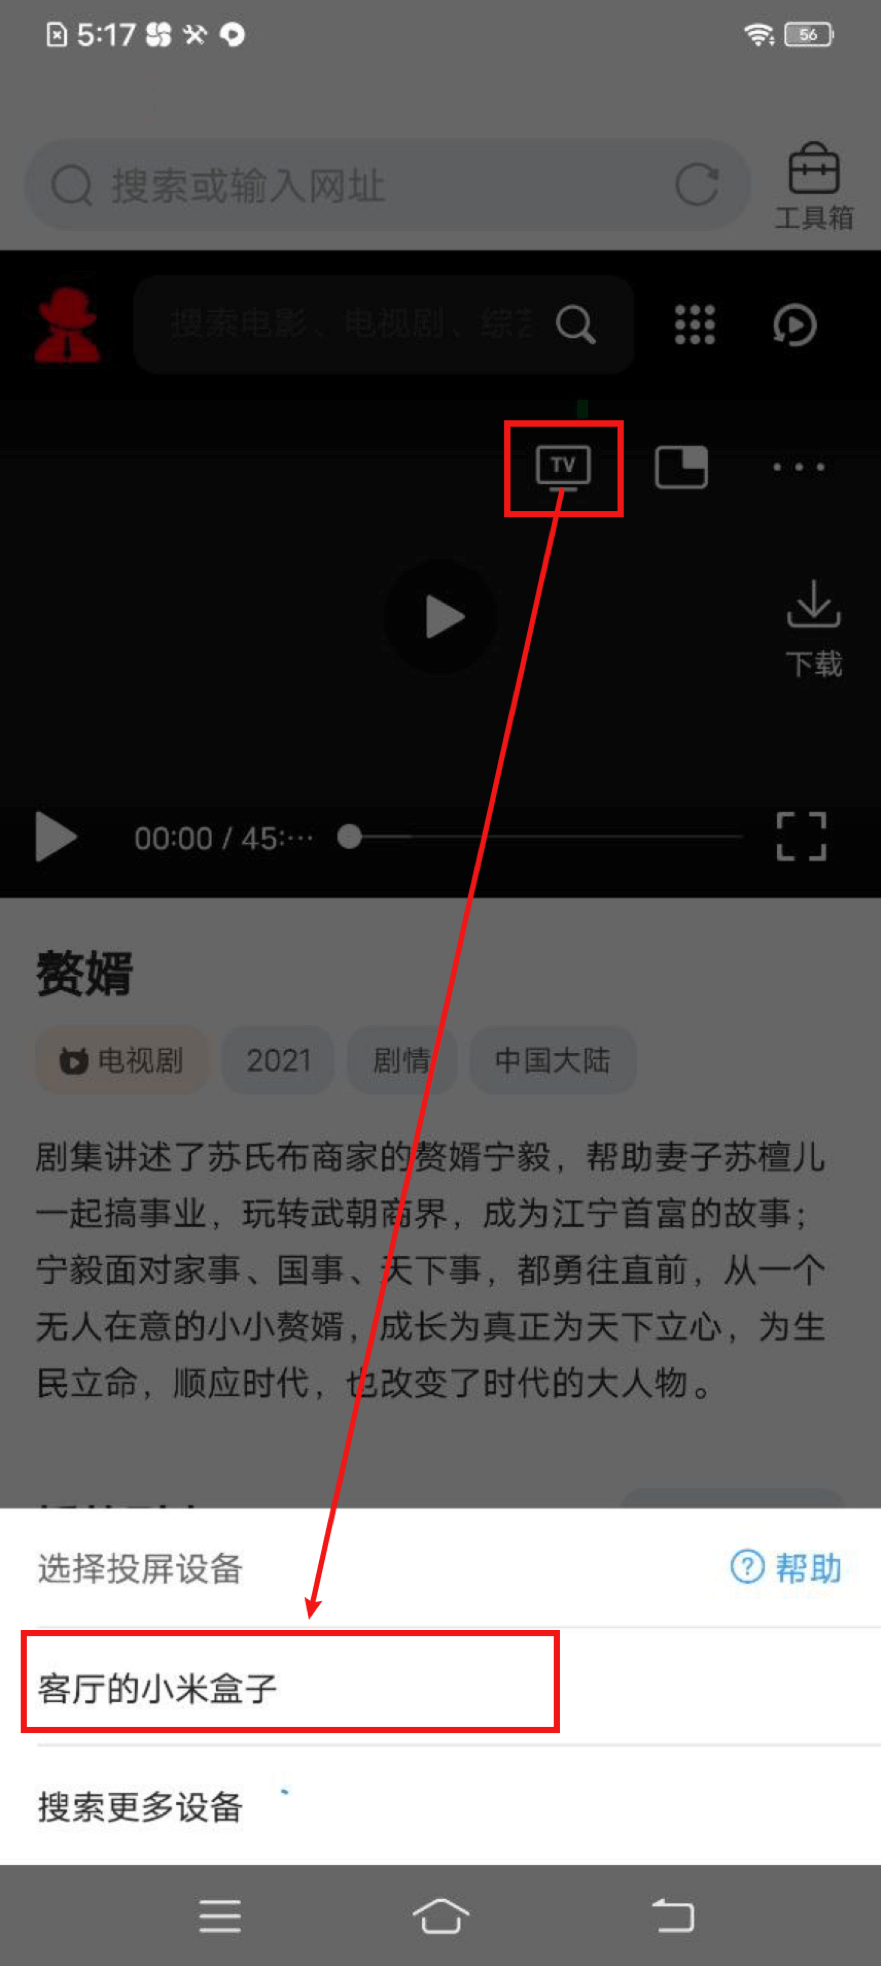 5:17
56
搜索或输入网址
工具箱
搜索电影、电视剧、综艺
TV
下载
00:00 / 45:···
赘婿
电视剧
2021
剧情
中国大陆
剧集讲述了苏氏布商家的赘婿宁毅，帮助妻子苏檀儿
一起搞事业，玩转武朝商界，成为江宁首富的故事；
宁毅面对家事、国事、天下事，都勇往直前，从一个
无人在意的小小赘婿，成长为真正为天下立心，为生
民立命，顺应时代，也改变了时代的大人物。
选择投屏设备
帮助
客厅的小米盒子
搜索更多设备